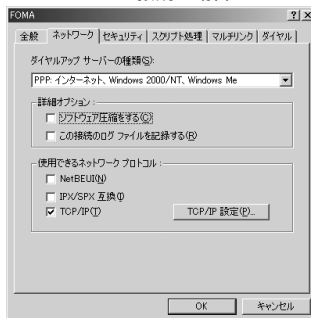 FOMA
全般 ネットワーク セキュリティ スクリプト処理 マルチリンク ダイヤル
ダイヤルアップ サーバーの種類(S):
PPP: インターネット、Windows 2000/NT、Windows Me
詳細オプション:
ソフトウェア圧縮をする(C)
この接続のログ ファイルを記録する(R)
使用できるネットワーク プロトコル:
NetBEUI(N)
IPX/SPX 互換(I)
TCP/IP(T) TCP/IP 設定(P)...
OK キャンセル